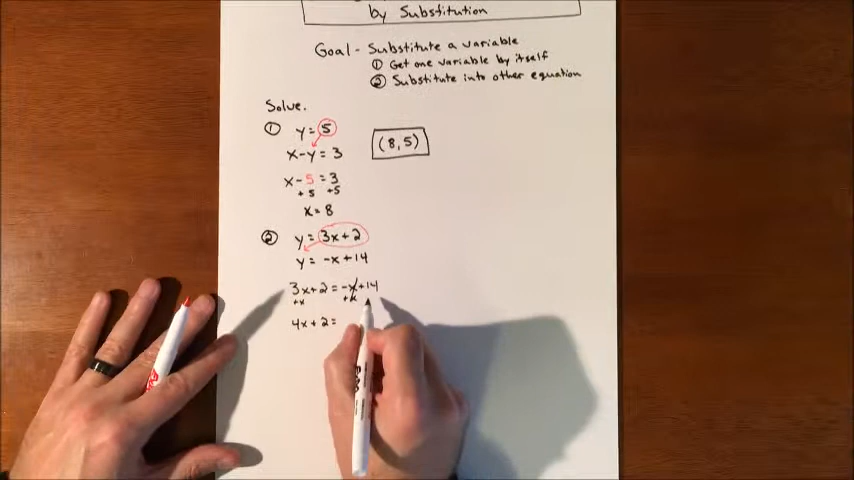 by Substitution
Goal - Substitute a variable
① Get one variable by itself
② Substitute into other equation
Solve.
① y = 5
x - y = 3
x - 5 = 3
+5 +5
x = 8
(8,5)
② y = 3x + 2
y = -x + 14
3x + 2 = -x + 14
+x +x
4x + 2 =